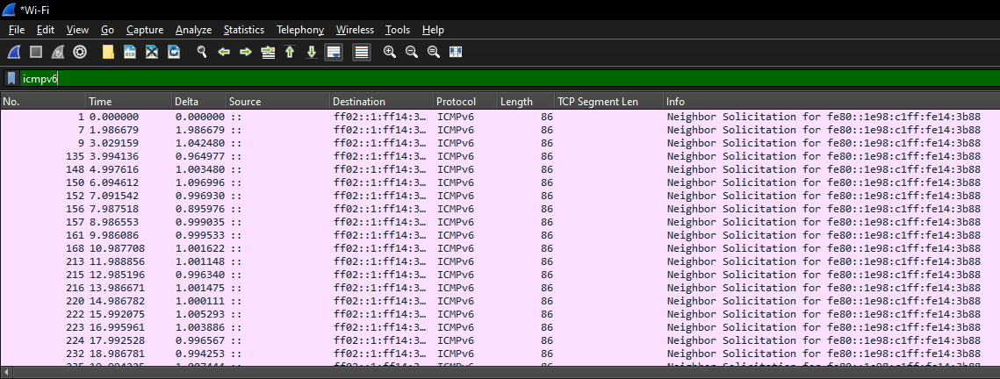 *Wi-Fi
File Edit View Go Capture Analyze Statistics Telephony Wireless Tools Help
icmpv6
No. Time Delta Source Destination Protocol Length TCP Segment Len Info
1 0.000000 0.000000 :: ff02::1:ff14:3… ICMPv6 86 Neighbor Solicitation for fe80::1e98:c1ff:fe14:3b88
7 1.986679 1.986679 :: ff02::1:ff14:3… ICMPv6 86 Neighbor Solicitation for fe80::1e98:c1ff:fe14:3b88
9 3.029159 1.042480 :: ff02::1:ff14:3… ICMPv6 86 Neighbor Solicitation for fe80::1e98:c1ff:fe14:3b88
135 3.994136 0.964977 :: ff02::1:ff14:3… ICMPv6 86 Neighbor Solicitation for fe80::1e98:c1ff:fe14:3b88
148 4.997616 1.003480 :: ff02::1:ff14:3… ICMPv6 86 Neighbor Solicitation for fe80::1e98:c1ff:fe14:3b88
150 6.094612 1.096996 :: ff02::1:ff14:3… ICMPv6 86 Neighbor Solicitation for fe80::1e98:c1ff:fe14:3b88
152 7.091542 0.996930 :: ff02::1:ff14:3… ICMPv6 86 Neighbor Solicitation for fe80::1e98:c1ff:fe14:3b88
156 7.987518 0.895976 :: ff02::1:ff14:3… ICMPv6 86 Neighbor Solicitation for fe80::1e98:c1ff:fe14:3b88
157 8.986553 0.999035 :: ff02::1:ff14:3… ICMPv6 86 Neighbor Solicitation for fe80::1e98:c1ff:fe14:3b88
161 9.986086 0.999533 :: ff02::1:ff14:3… ICMPv6 86 Neighbor Solicitation for fe80::1e98:c1ff:fe14:3b88
168 10.987708 1.001622 :: ff02::1:ff14:3… ICMPv6 86 Neighbor Solicitation for fe80::1e98:c1ff:fe14:3b88
213 11.988856 1.001148 :: ff02::1:ff14:3… ICMPv6 86 Neighbor Solicitation for fe80::1e98:c1ff:fe14:3b88
215 12.985196 0.996340 :: ff02::1:ff14:3… ICMPv6 86 Neighbor Solicitation for fe80::1e98:c1ff:fe14:3b88
216 13.986671 1.001475 :: ff02::1:ff14:3… ICMPv6 86 Neighbor Solicitation for fe80::1e98:c1ff:fe14:3b88
220 14.986782 1.000111 :: ff02::1:ff14:3… ICMPv6 86 Neighbor Solicitation for fe80::1e98:c1ff:fe14:3b88
222 15.992075 1.005293 :: ff02::1:ff14:3… ICMPv6 86 Neighbor Solicitation for fe80::1e98:c1ff:fe14:3b88
223 16.995961 1.003886 :: ff02::1:ff14:3… ICMPv6 86 Neighbor Solicitation for fe80::1e98:c1ff:fe14:3b88
224 17.992528 0.996567 :: ff02::1:ff14:3… ICMPv6 86 Neighbor Solicitation for fe80::1e98:c1ff:fe14:3b88
232 18.986781 0.994253 :: ff02::1:ff14:3… ICMPv6 86 Neighbor Solicitation for fe80::1e98:c1ff:fe14:3b88